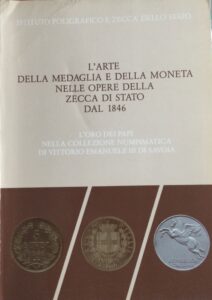 ISTITUTO POLIGRAFICO E ZECCA DELLO STATO
L'ARTE
DELLA MEDAGLIA E DELLA MONETA
NELLE OPERE DELLA
ZECCA DI STATO
DAL 1846
L'ORO DEI PAPI
NELLA COLLEZIONE NUMISMATICA
DI VITTORIO EMANUELE III DI SAVOIA